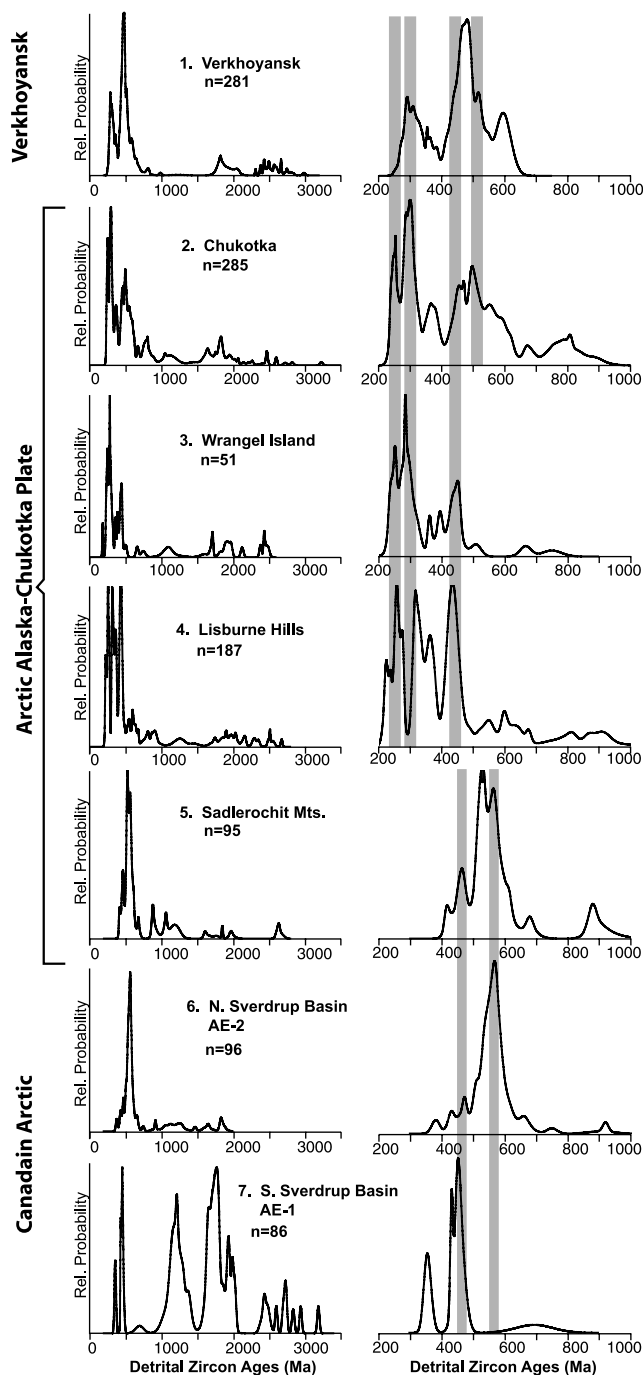 Verkhoyansk
Rel. Probability
1. Verkhoyansk
n=281
0 1000 2000 3000
200 400 600 800 1000
Arctic Alaska-Chukotka Plate
Rel. Probability
2. Chukotka
n=285
0 1000 2000 3000
200 400 600 800 1000
Rel. Probability
3. Wrangel Island
n=51
0 1000 2000 3000
200 400 600 800 1000
Rel. Probability
4. Lisburne Hills
n=187
0 1000 2000 3000
200 400 600 800 1000
Rel. Probability
5. Sadlerochit Mts.
n=95
0 1000 2000 3000
200 400 600 800 1000
Canadain Arctic
Rel. Probability
6. N. Sverdrup Basin
AE-2
n=96
0 1000 2000 3000
200 400 600 800 1000
Rel. Probability
7. S. Sverdrup Basin
AE-1
n=86
0 1000 2000 3000
200 400 600 800 1000
Detrital Zircon Ages (Ma)
Detrital Zircon Ages (Ma)